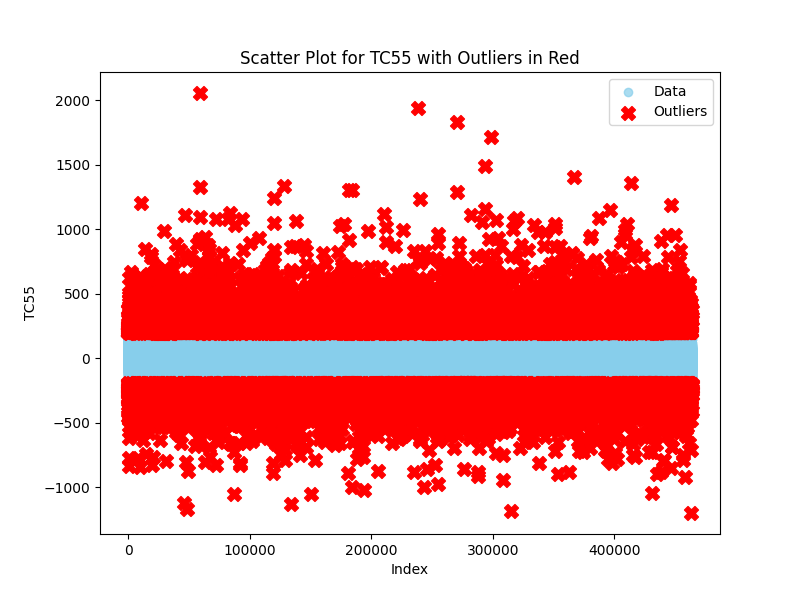 Scatter Plot for TC55 with Outliers in Red
Data
Outliers
2000
1500
1000
500
0
−500
−1000
TC55
0
100000
200000
300000
400000
Index